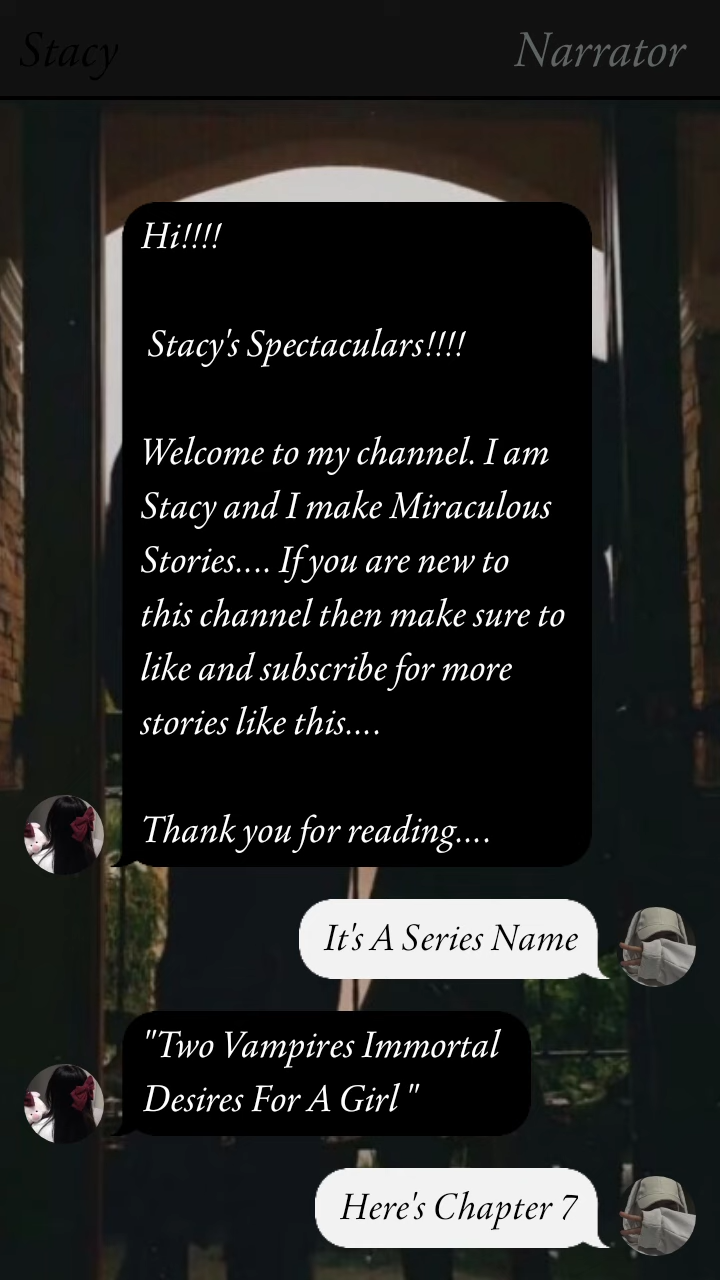 Stacy
Narrator
Hi!!!!
Stacy's Spectaculars!!!!
Welcome to my channel. I am
Stacy and I make Miraculous
Stories.... If you are new to
this channel then make sure to
like and subscribe for more
stories like this....
Thank you for reading....
It's A Series Name
"Two Vampires Immortal
Desires For A Girl "
Here's Chapter 7